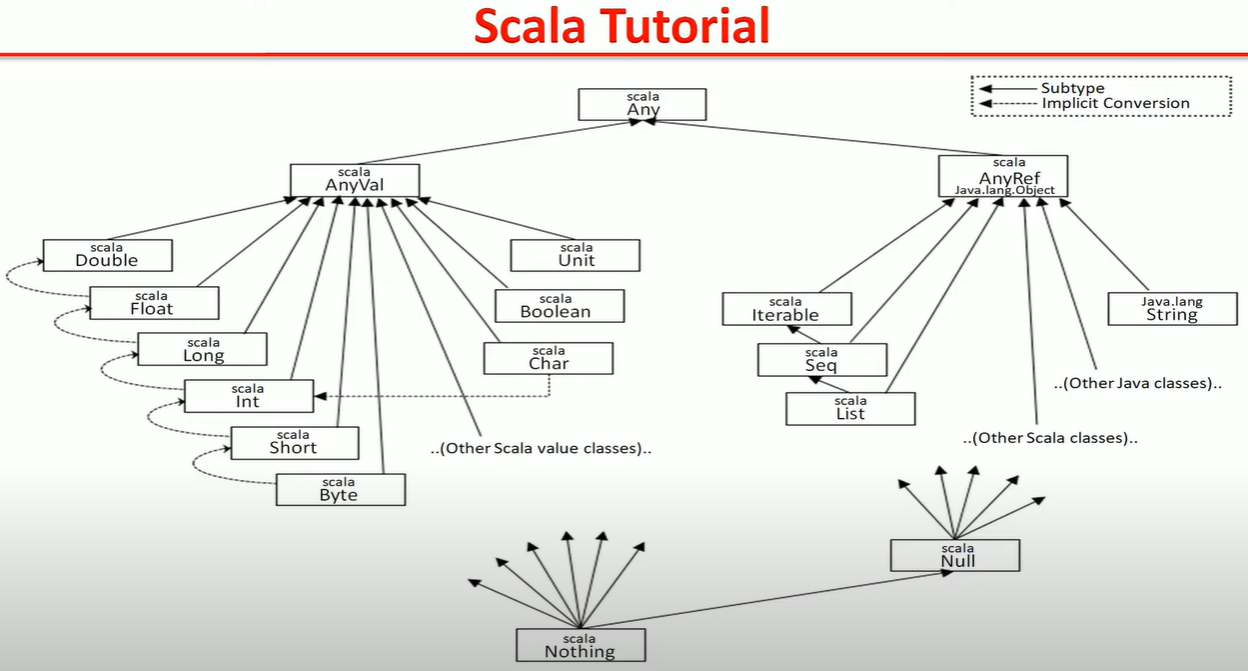 Scala Tutorial
scala
Any
Subtype
Implicit Conversion
scala
AnyVal
scala
AnyRef
Java.lang.Object
scala
Double
scala
Unit
scala
Float
scala
Boolean
scala
Iterable
Java.lang
String
scala
Long
scala
Char
scala
Seq
scala
Int
..(Other Java classes)..
scala
List
scala
Short
..(Other Scala value classes)..
..(Other Scala classes)..
scala
Byte
scala
Null
scala
Nothing